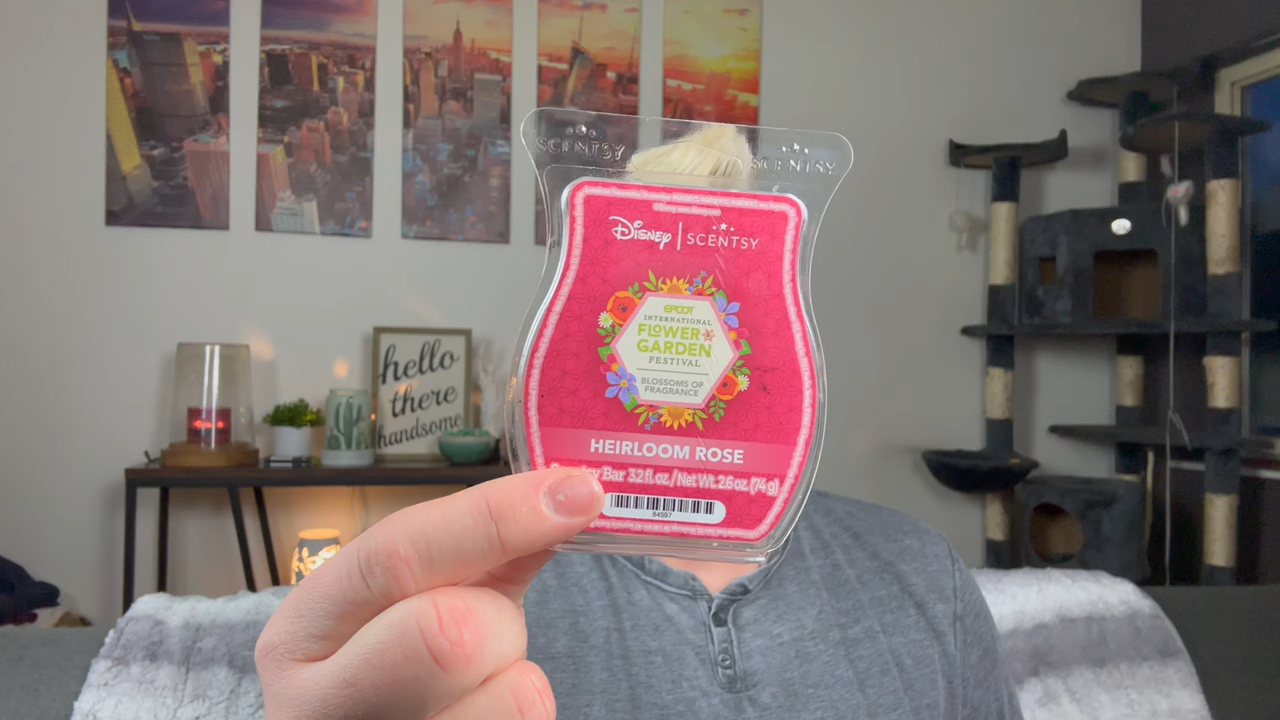 SCENTSY
SCENTSY
Disney | SCENTSY
EPCOT
INTERNATIONAL
FLOWER &
GARDEN
FESTIVAL
BLOSSOMS OF
FRAGRANCE
HEIRLOOM ROSE
Bar 3.2 fl. oz / Net Wt. 2.6 oz (74 g)
84597
hello
there
handsome